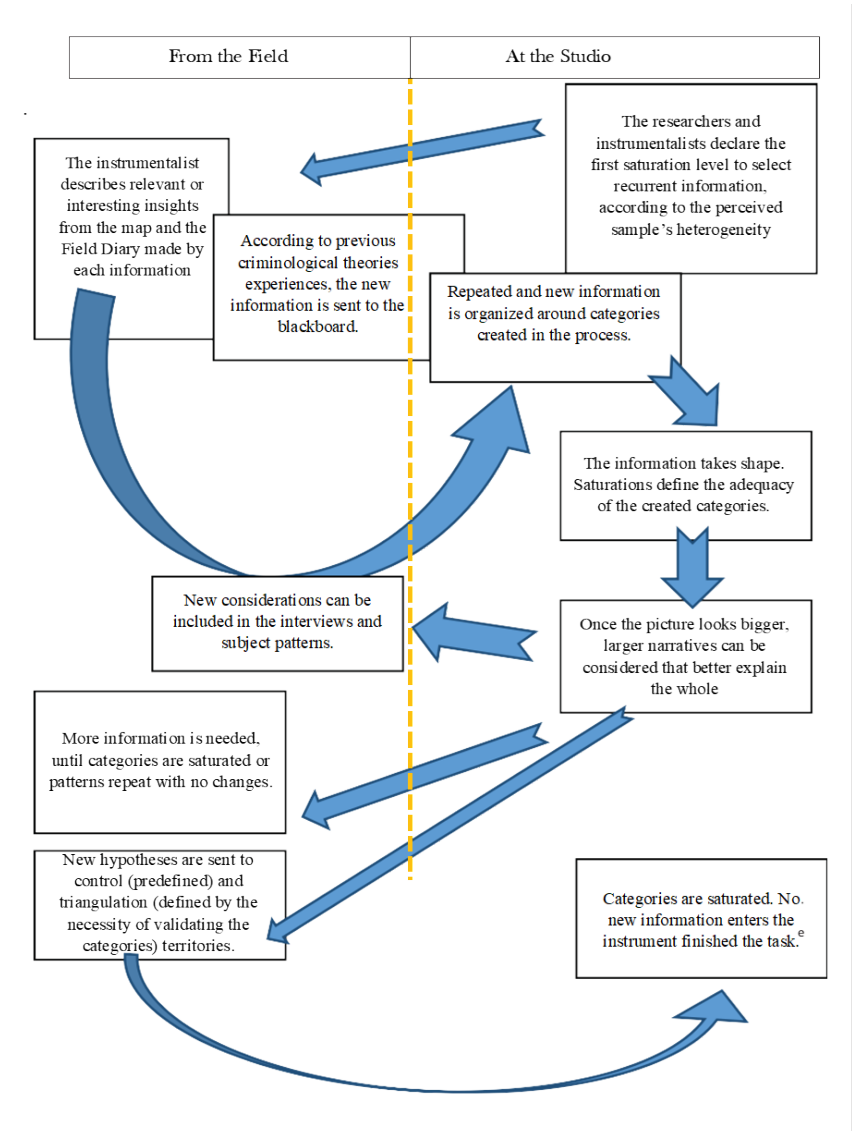 From the Field
At the Studio
The researchers and
instrumentalists declare the
first saturation level to select
recurrent information,
according to the perceived
sample's heterogeneity
The instrumentalist
describes relevant or
interesting insights
from the map and the
Field Diary made by
each information
According to previous
criminological theories
experiences, the new
information is sent to the
blackboard.
Repeated and new information
is organized around categories
created in the process.
The information takes shape.
Saturations define the adequacy
of the created categories.
New considerations can be
included in the interviews and
subject patterns.
Once the picture looks bigger,
larger narratives can be
considered that better explain
the whole
More information is needed,
until categories are saturated or
patterns repeat with no changes.
New hypotheses are sent to
control (predefined) and
triangulation (defined by the
necessity of validating the
categories) territories.
Categories are saturated. No.
new information enters the
instrument finished the task.e